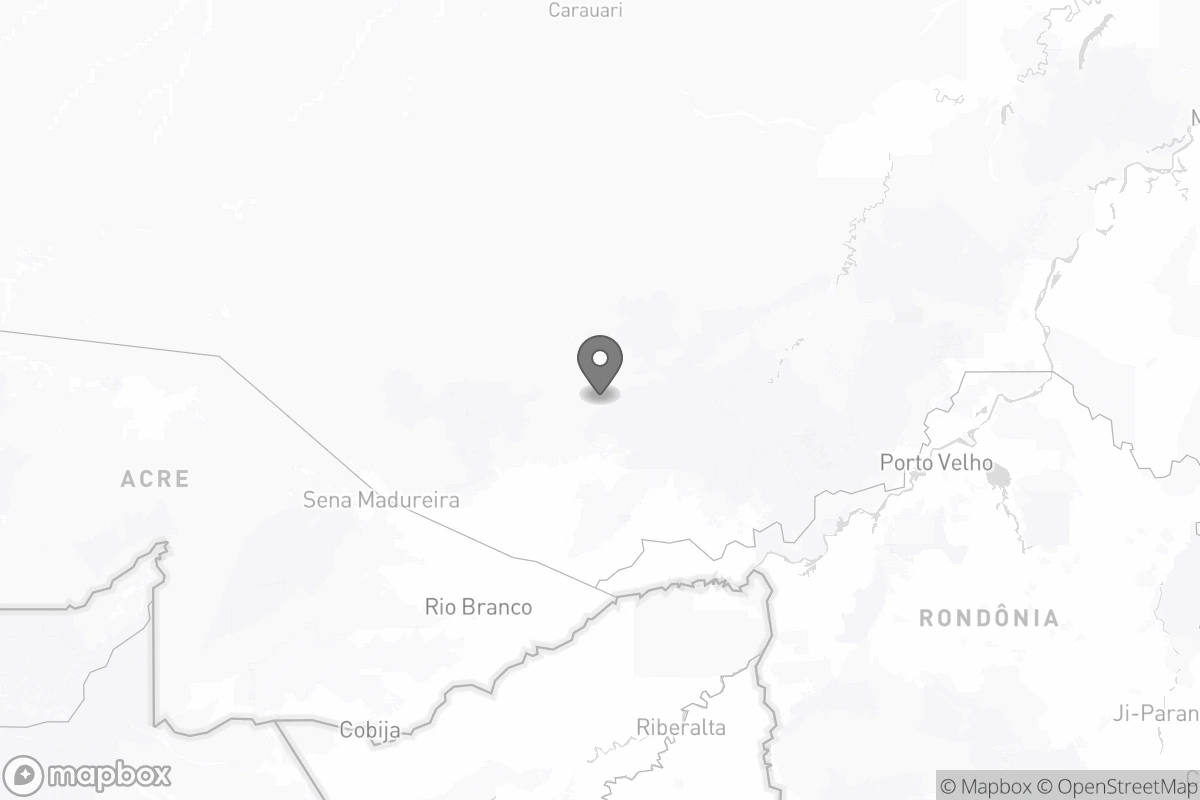 Carauari
M
ACRE
Sena Madureira
Porto Velho
Rio Branco
RONDÔNIA
Cobija
Riberalta
Ji-Paran
mapbox
© Mapbox © OpenStreetMap